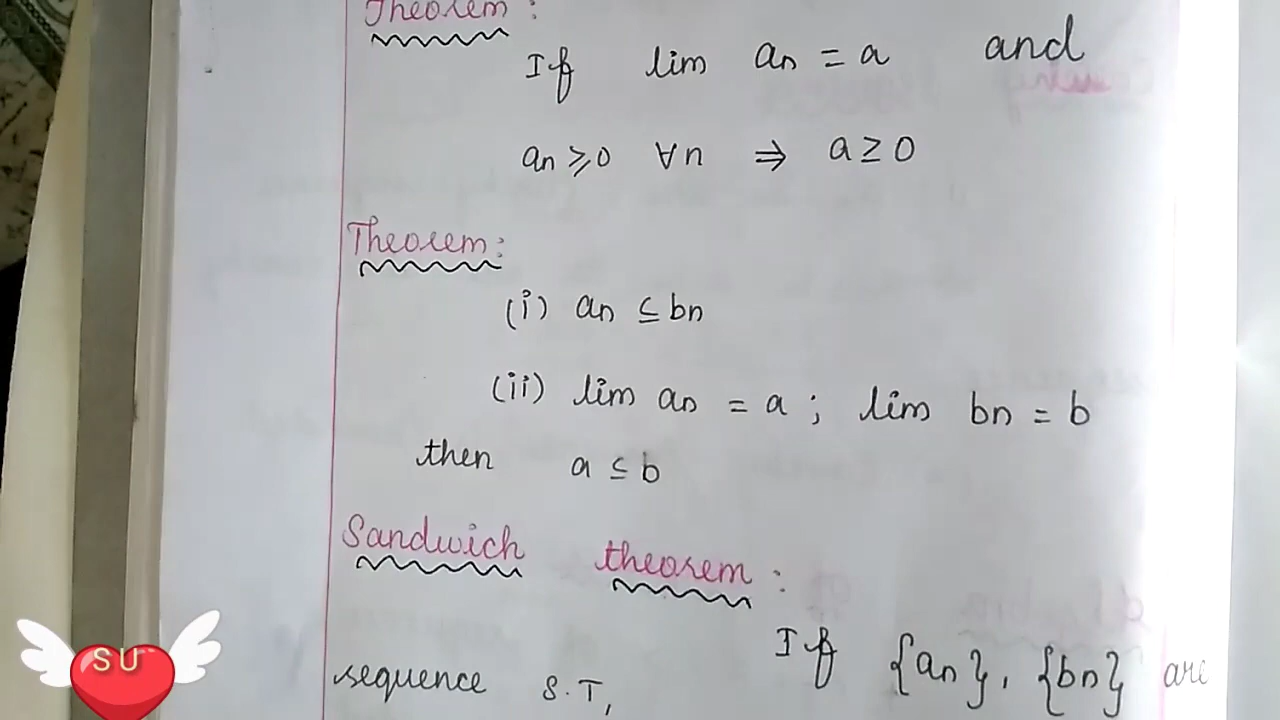 Theorem:
If lim an = a and
an ⩾ 0 ∀n ⇒ a ≥ 0
Theorem:
(i) an ≤ bn
(ii) lim an = a ; lim bn = b
then a ≤ b
Sandwich theorem :
If {an}, {bn} are
sequence S.T,
SU